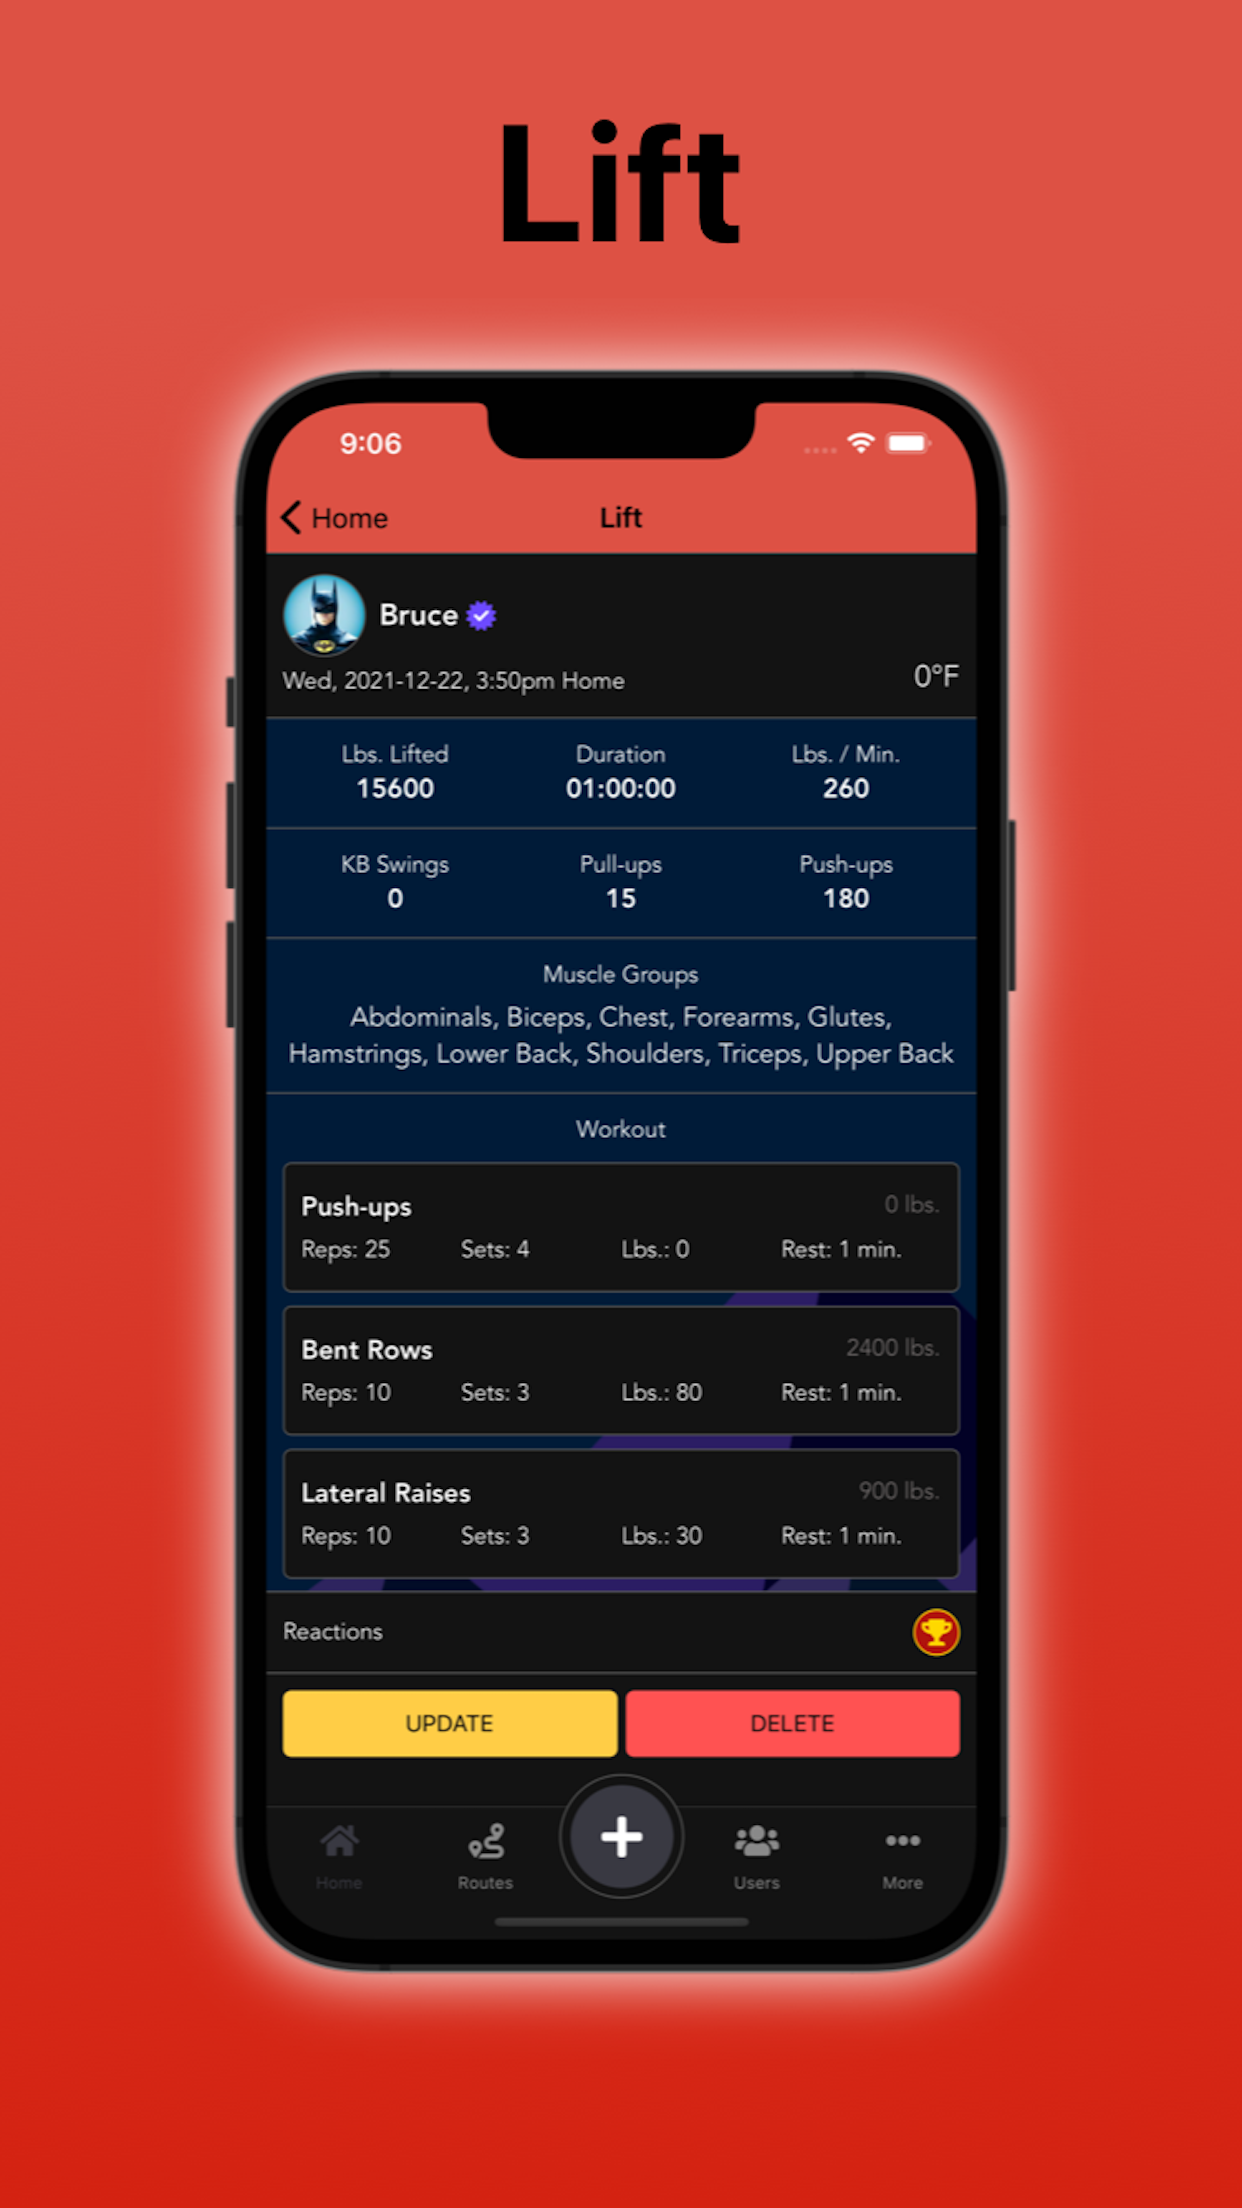 Lift
9:06
Home
Lift
Bruce
Wed, 2021-12-22, 3:50pm Home
0°F
Lbs. Lifted
15600
Duration
01:00:00
Lbs. / Min.
260
KB Swings
0
Pull-ups
15
Push-ups
180
Muscle Groups
Abdominals, Biceps, Chest, Forearms, Glutes,
Hamstrings, Lower Back, Shoulders, Triceps, Upper Back
Workout
Push-ups
0 lbs.
Reps: 25 Sets: 4 Lbs.: 0 Rest: 1 min.
Bent Rows
2400 lbs.
Reps: 10 Sets: 3 Lbs.: 80 Rest: 1 min.
Lateral Raises
900 lbs.
Reps: 10 Sets: 3 Lbs.: 30 Rest: 1 min.
Reactions
UPDATE
DELETE
Home
Routes
Users
More